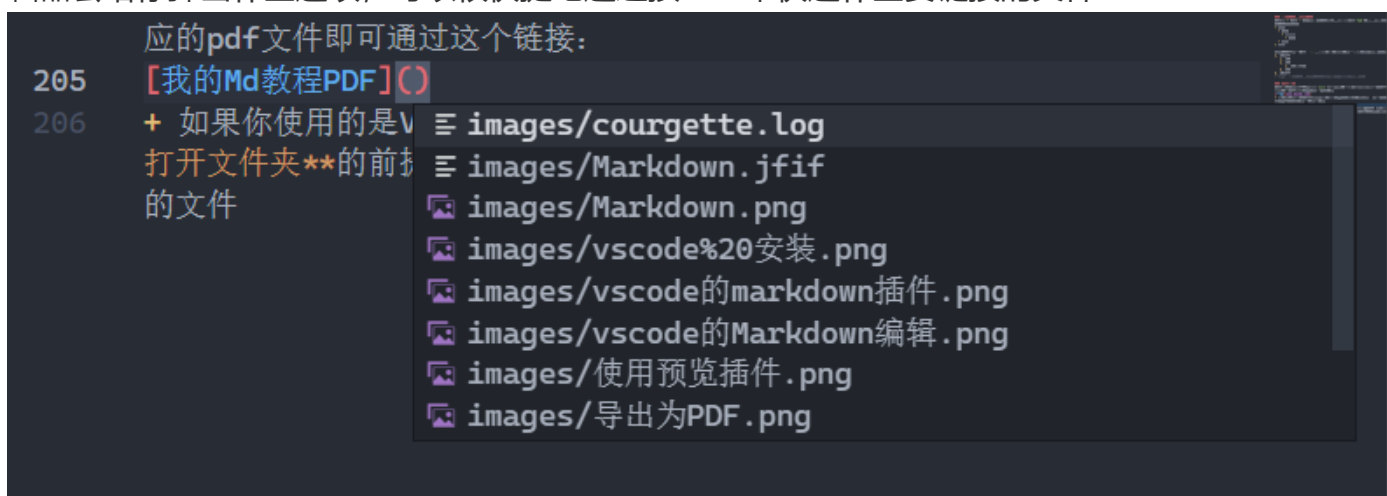 应的pdf文件即可通过这个链接：
205 [我的Md教程PDF]()
206 + 如果你使用的是V
打开文件夹**的前
的文件
images/courgette.log
images/Markdown.jfif
images/Markdown.png
images/vscode%20安装.png
images/vscode的markdown插件.png
images/vscode的Markdown编辑.png
images/使用预览插件.png
images/导出为PDF.png